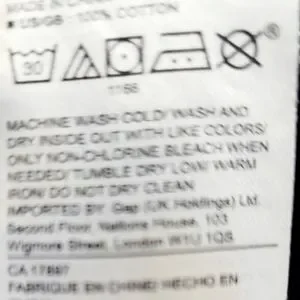 MADE IN
US/GB - 100% COTTON
30
®
1166
MACHINE WASH COLD/ WASH AND
DRY INSIDE OUT WITH LIKE COLORS/
ONLY NON-CHLORINE BLEACH WHEN
NEEDED/ TUMBLE DRY LOW/ WARM
IRON/ DO NOT DRY CLEAN
IMPORTED BY: Gap (UK Holdings) Ltd.
Second Floor, House, 103
Wigmore Street, London W1U 1QS
CA 17897
FABRIQUE EN CHINE/ HECHO EN